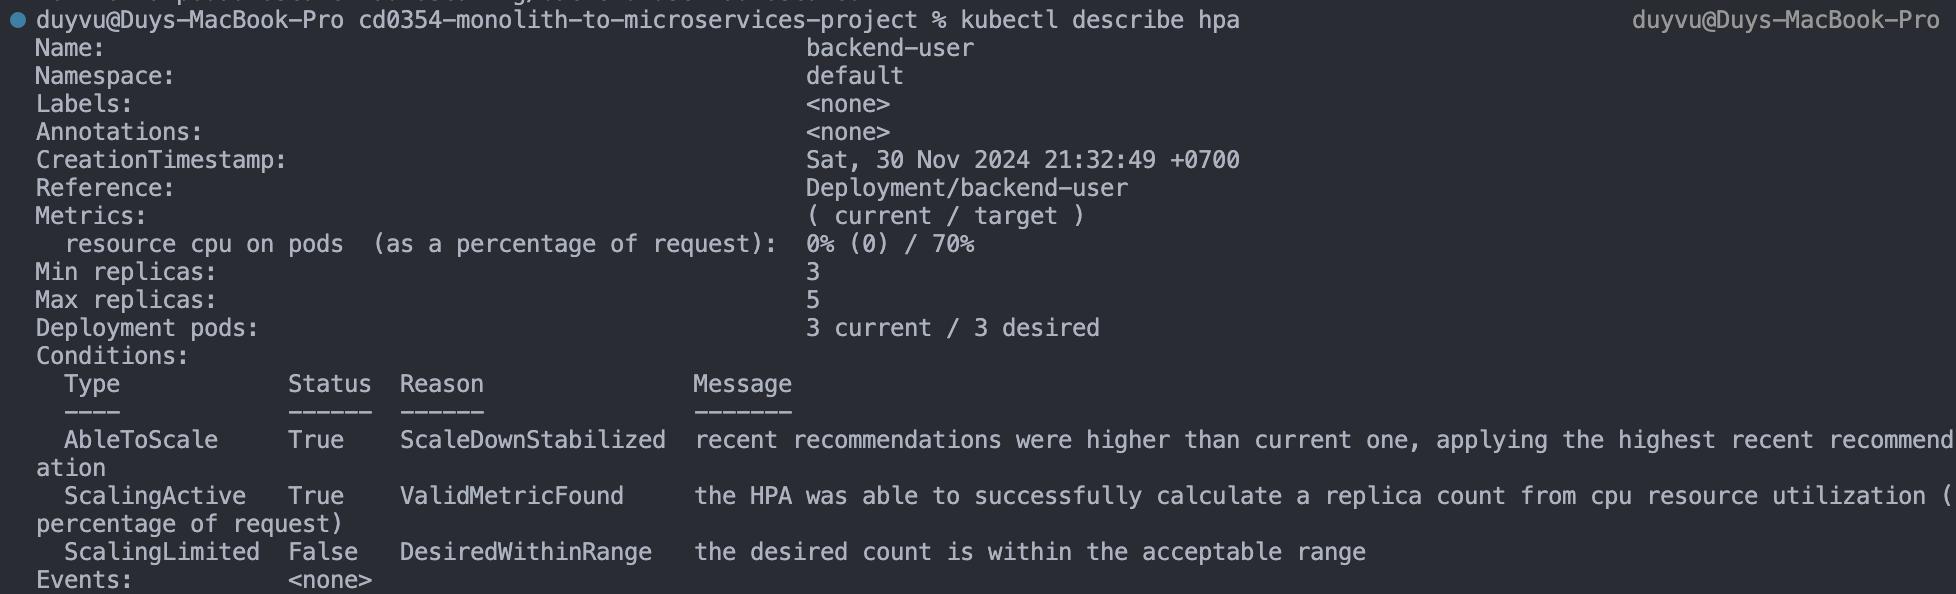 duyvu@Duys-MacBook-Pro cd0354-monolith-to-microservices-project % kubectl describe hpa duyvu@Duys-MacBook-Pro
Name: backend-user
Namespace: default
Labels: <none>
Annotations: <none>
CreationTimestamp: Sat, 30 Nov 2024 21:32:49 +0700
Reference: Deployment/backend-user
Metrics: ( current / target )
resource cpu on pods (as a percentage of request): 0% (0) / 70%
Min replicas: 3
Max replicas: 5
Deployment pods: 3 current / 3 desired
Conditions:
Type Status Reason Message
---- ------ ------ -------
AbleToScale True ScaleDownStabilized recent recommendations were higher than current one, applying the highest recent recommend
ation
ScalingActive True ValidMetricFound the HPA was able to successfully calculate a replica count from cpu resource utilization (
percentage of request)
ScalingLimited False DesiredWithinRange the desired count is within the acceptable range
Events: <none>